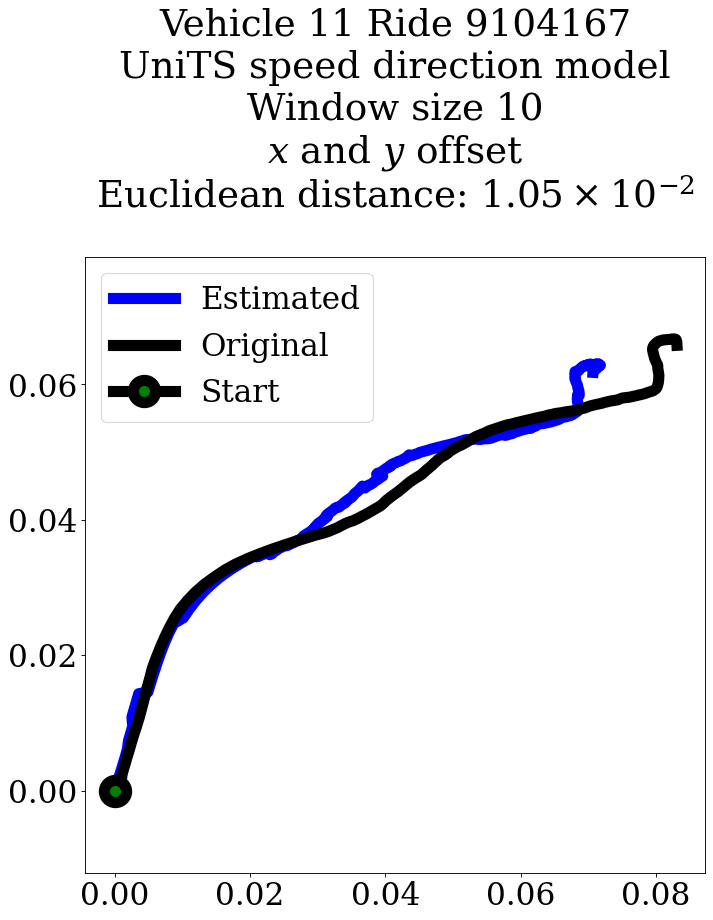 Vehicle 11 Ride 9104167
UniTS speed direction model
Window size 10
x and y offset
Euclidean distance: 1.05 × 10⁻²
Estimated
Original
Start
0.06
0.04
0.02
0.00
0.00 0.02 0.04 0.06 0.08